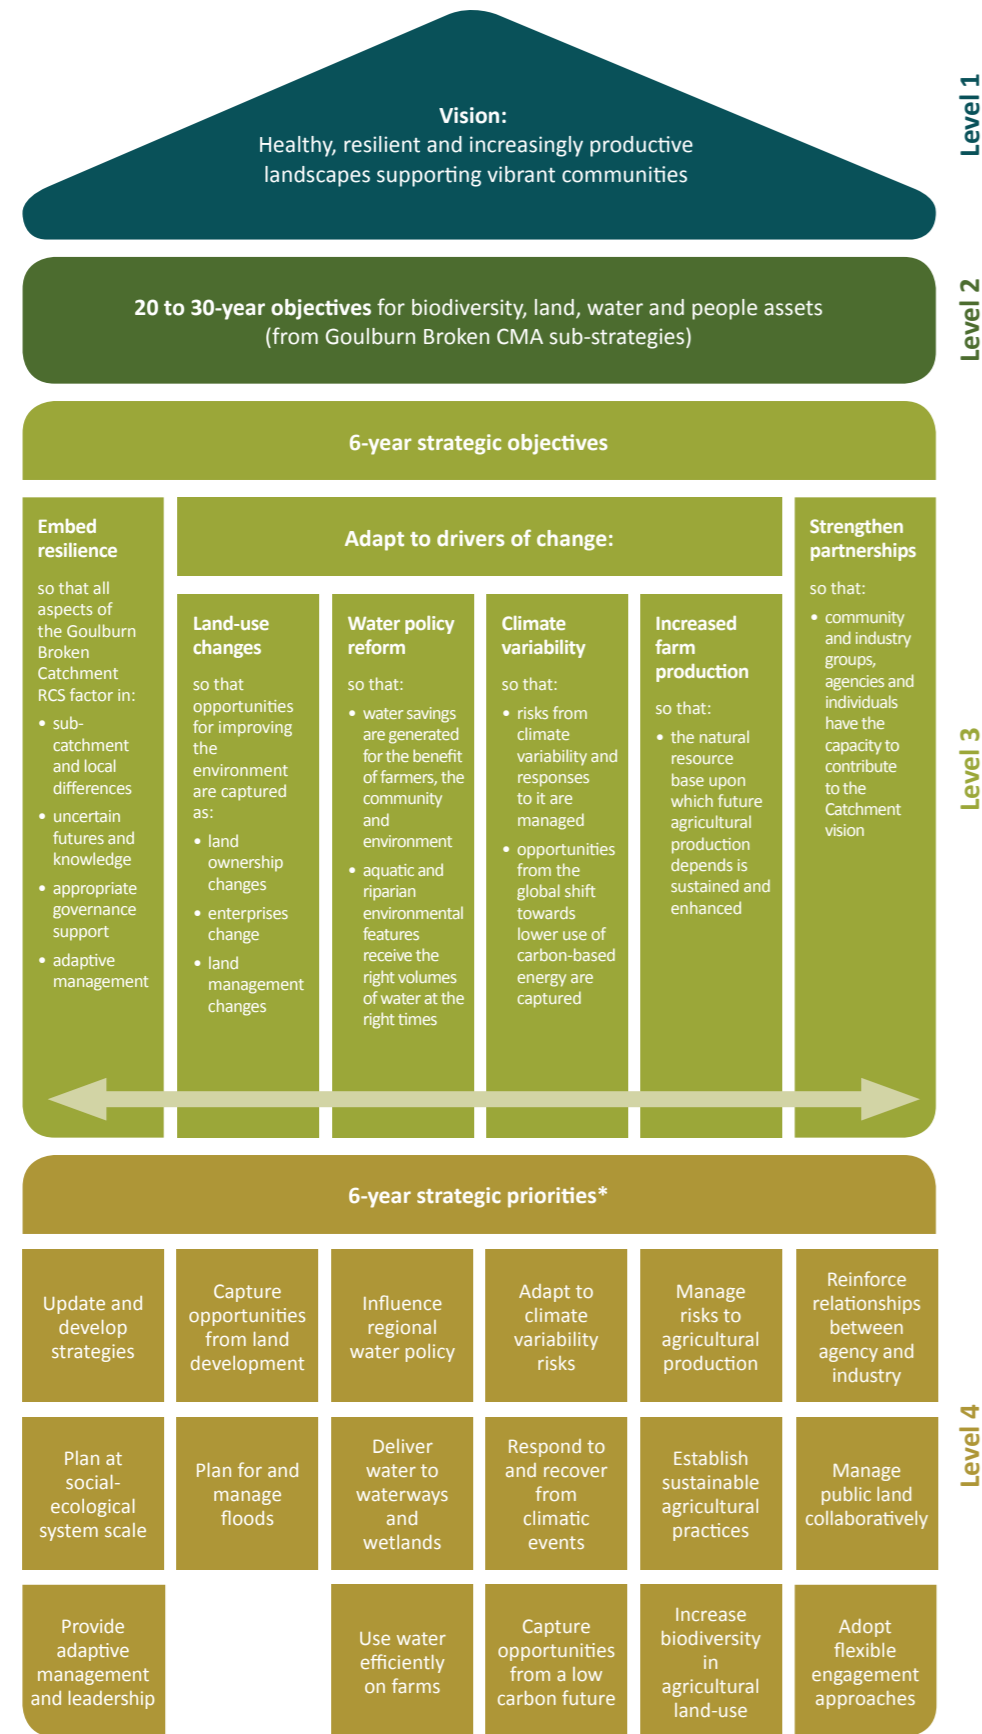 Vision:
Healthy, resilient and increasingly productive
landscapes supporting vibrant communities
Level 1
20 to 30-year objectives for biodiversity, land, water and people assets
(from Goulburn Broken CMA sub-strategies)
Level 2
6-year strategic objectives
Embed
resilience
so that all
aspects of
the Goulburn
Broken
Catchment
RCS factor in:
• sub-
catchment
and local
differences
• uncertain
futures and
knowledge
• appropriate
governance
support
• adaptive
management
Adapt to drivers of change:
Land-use
changes
so that
opportunities
for improving
the
environment
are captured
as:
• land
ownership
changes
• enterprises
change
• land
management
changes
Water policy
reform
so that:
• water savings
are generated
for the benefit
of farmers, the
community
and
environment
• aquatic and
riparian
environmental
features
receive the
right volumes
of water at the
right times
Climate
variability
so that:
• risks from
climate
variability and
responses
to it are
managed
• opportunities
from the
global shift
towards
lower use of
carbon-based
energy are
captured
Increased
farm
production
so that:
• the natural
resource
base upon
which future
agricultural
production
depends is
sustained and
enhanced
Strengthen
partnerships
so that:
• community
and industry
groups,
agencies and
individuals
have the
capacity to
contribute
to the
Catchment
vision
Level 3
6-year strategic priorities*
Update and
develop
strategies
Capture
opportunities
from land
development
Influence
regional
water policy
Adapt to
climate
variability
risks
Manage
risks to
agricultural
production
Reinforce
relationships
between
agency and
industry
Plan at
social-
ecological
system scale
Plan for and
manage
floods
Deliver
water to
waterways
and
wetlands
Respond to
and recover
from
climatic
events
Establish
sustainable
agricultural
practices
Manage
public land
collaboratively
Provide
adaptive
management
and leadership
Use water
efficiently
on farms
Capture
opportunities
from a low
carbon future
Increase
biodiversity
in
agricultural
land-use
Adopt
flexible
engagement
approaches
Level 4